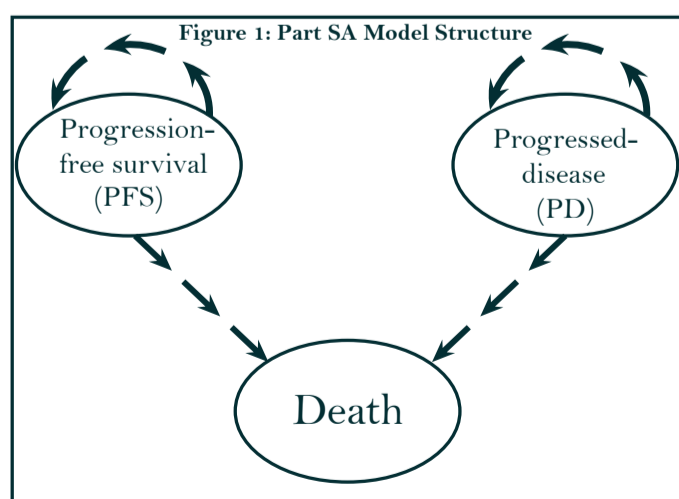 Figure 1: Part SA Model Structure
Progression-
free survival
(PFS)
Progressed-
disease
(PD)
Death